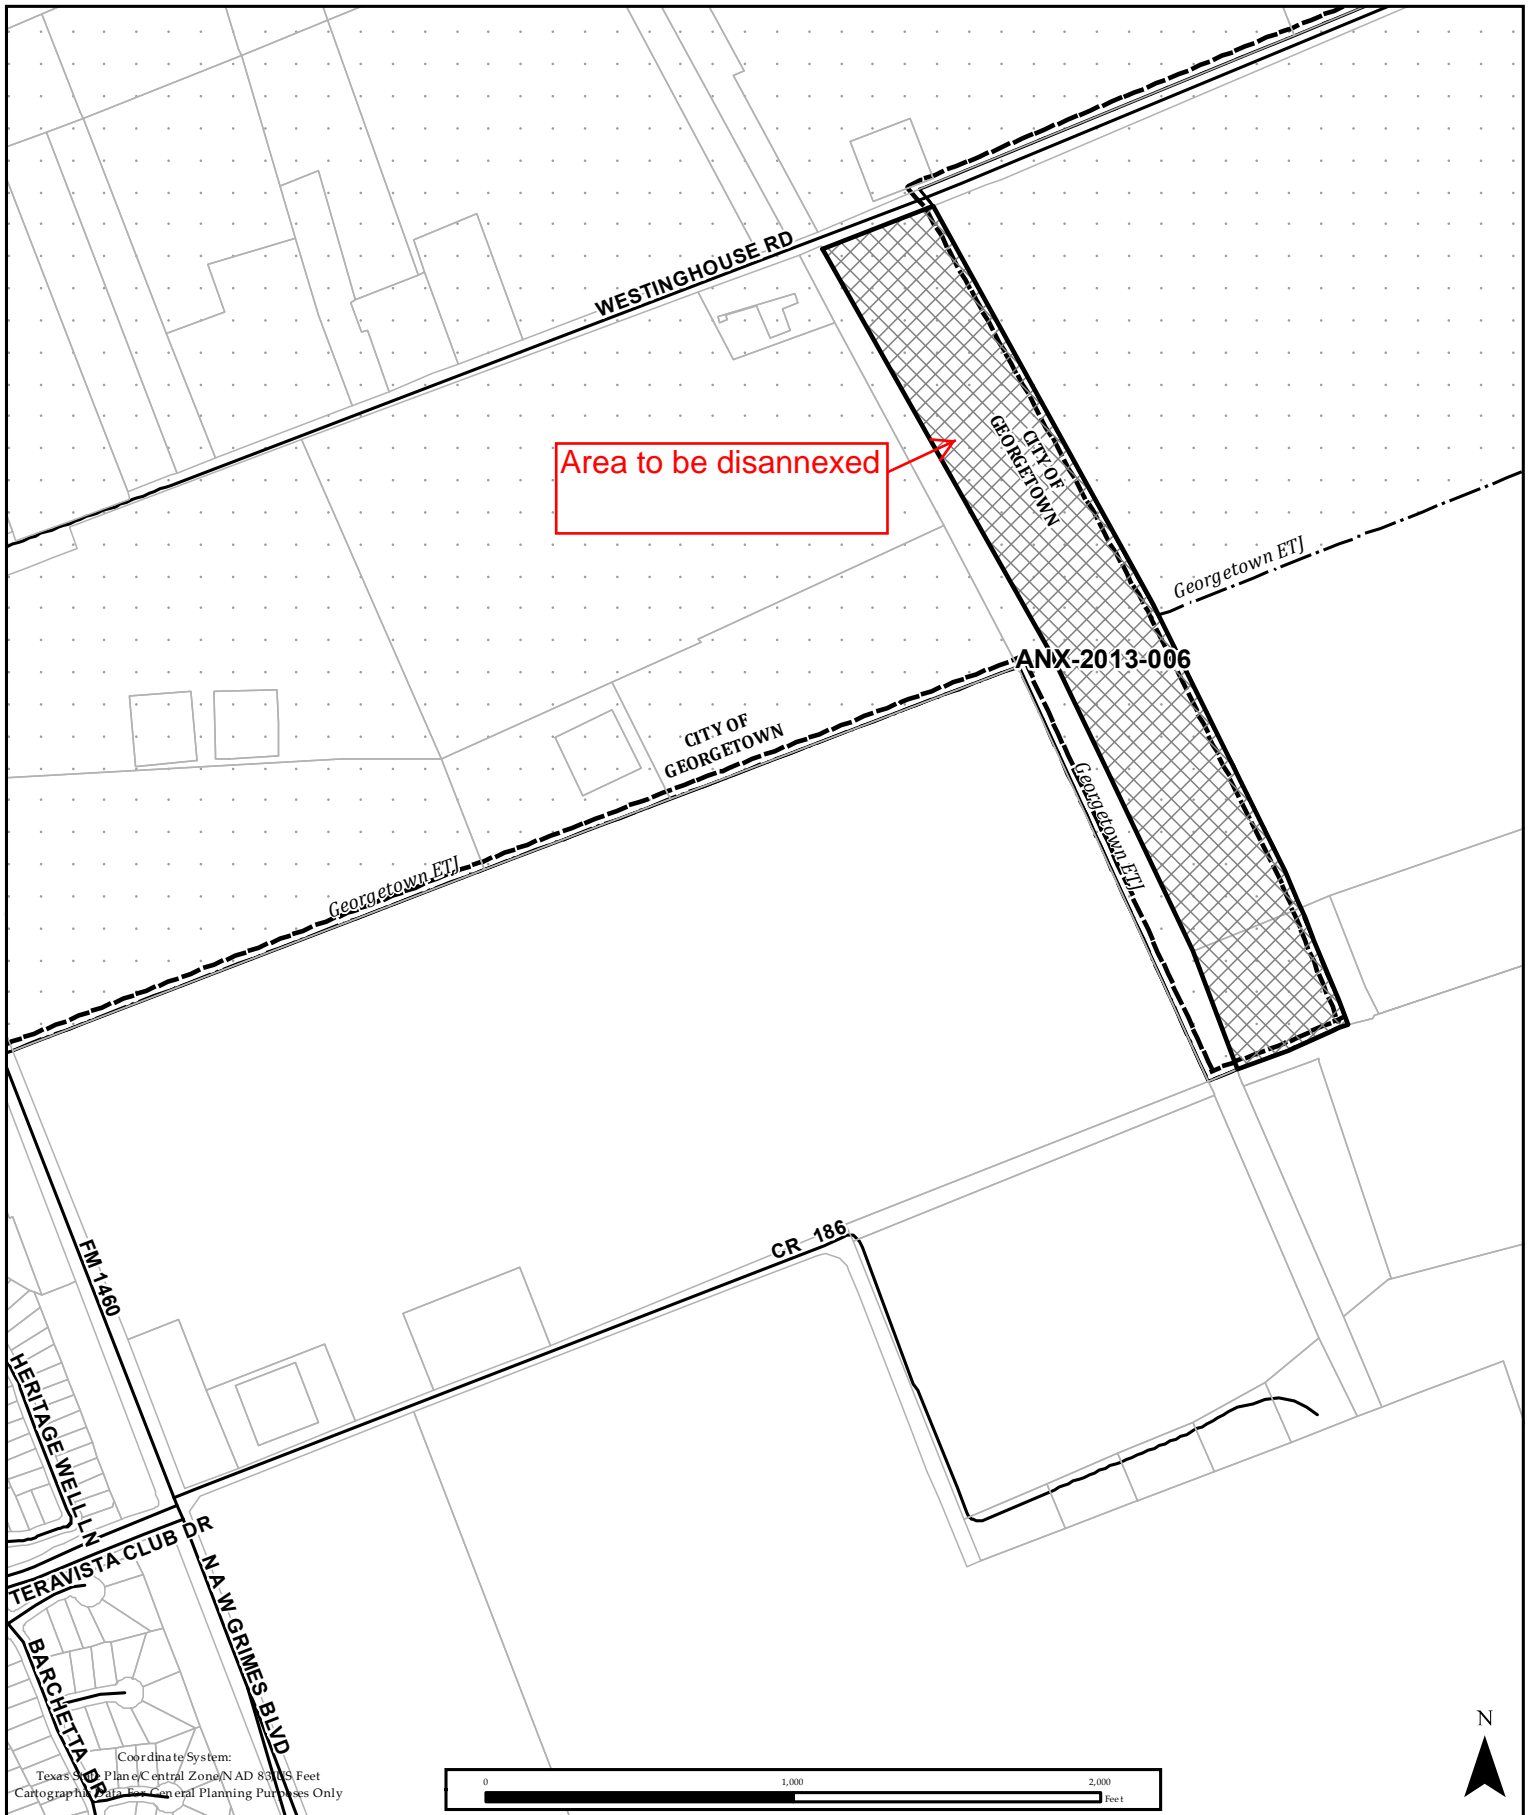 WESTINGHOUSE RD
Area to be disannexed
CITY OF
GEORGETOWN
Georgetown ETJ
ANX-2013-006
CITY OF
GEORGETOWN
Georgetown ETJ
Georgetown ETJ
CR 186
FM 1460
HERITAGE WELL LN
TERAVISTA CLUB DR
N A W GRIMES BLVD
BARCHETTA DR
N
Coordinate System:
Texas State Plane/Central Zone/NAD 83/US Feet
Cartographic Data For General Planning Purposes Only
0 1,000 2,000
Feet